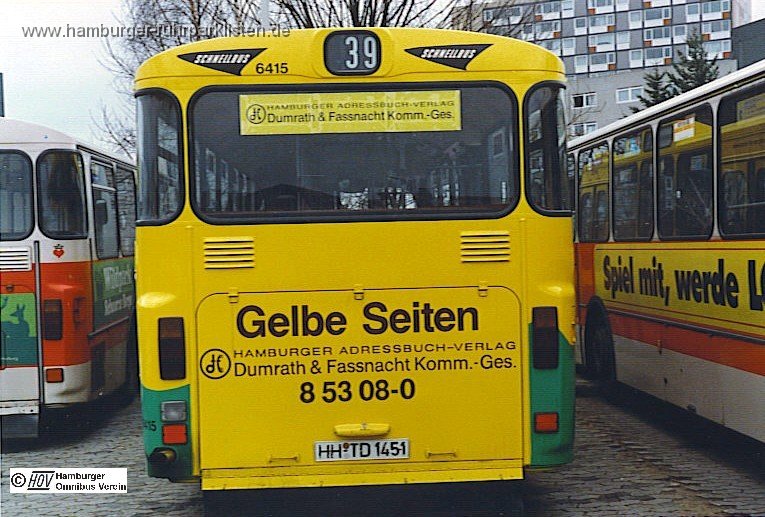 www.hamburger-fuhrparklisten.de
SCHNELLBUS
39
SCHNELLBUS
6415
HAMBURGER ADRESSBUCH-VERLAG
Dumrath & Fassnacht Komm.-Ges.
Spiel mit, werde
Gelbe Seiten
HAMBURGER ADRESSBUCH-VERLAG
Dumrath & Fassnacht Komm.-Ges.
8 53 08-0
HH TD 1451
HOV Hamburger
Omnibus Verein